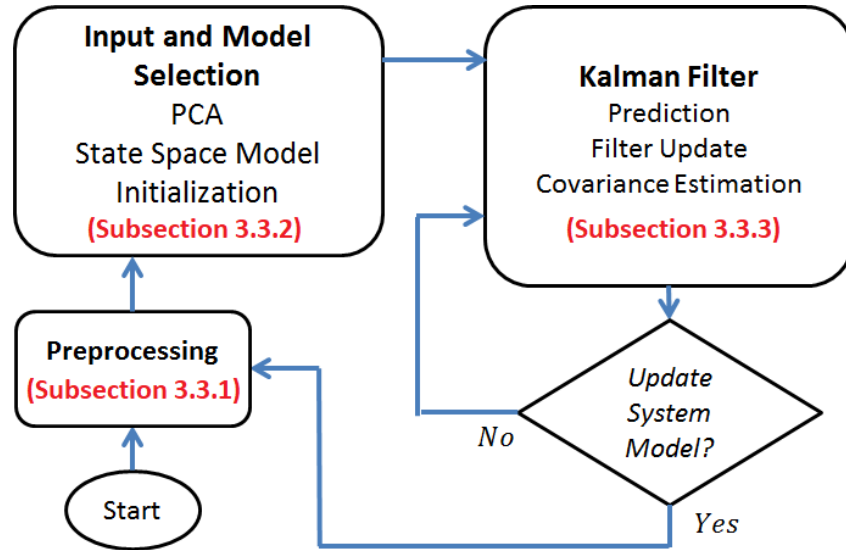 Input and Model
Selection
PCA
State Space Model
Initialization
(Subsection 3.3.2)
Kalman Filter
Prediction
Filter Update
Covariance Estimation
(Subsection 3.3.3)
Preprocessing
(Subsection 3.3.1)
Update
System
Model?
No
Yes
Start